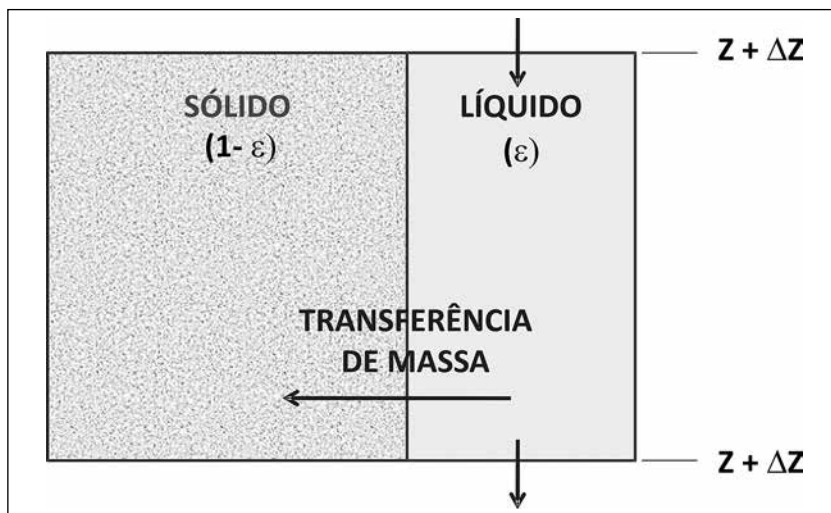 Z + ΔZ
SÓLIDO
(1- ε)
LÍQUIDO
(ε)
TRANSFERÊNCIA
DE MASSA
Z + ΔZ